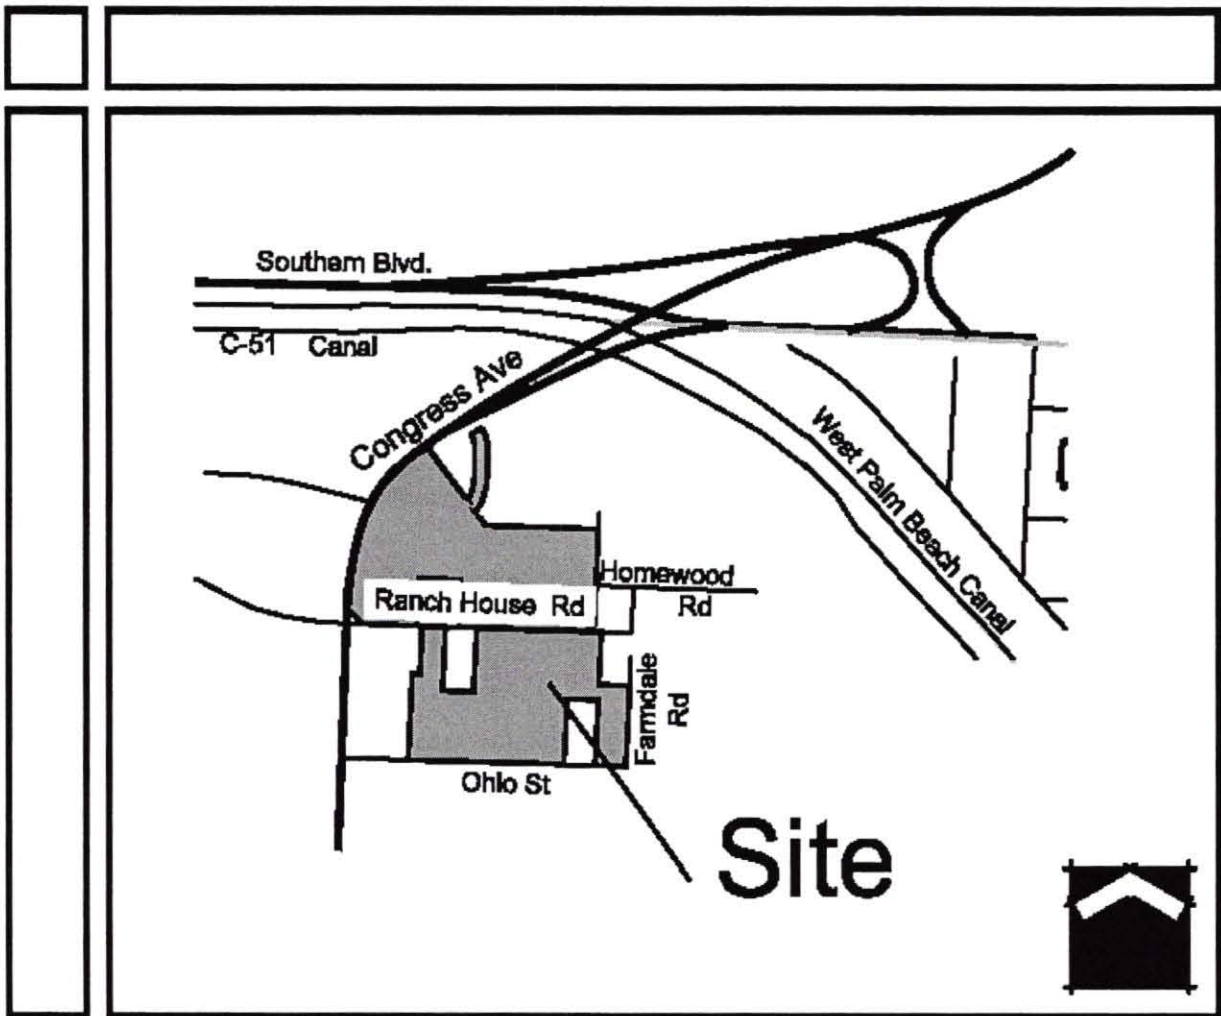 Southern Blvd.
C-51 Canal
Congress Ave
West Palm Beach Canal
Homewood
Rd
Ranch House Rd
Farmdale
Rd
Ohio St
Site